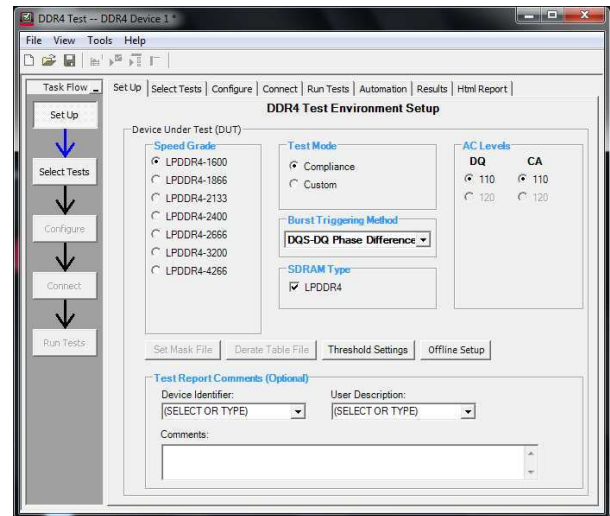 DDR4 Test -- DDR4 Device 1 *
File View Tools Help
Task Flow
Set Up
Select Tests
Configure
Connect
Run Tests
Set Up Select Tests Configure Connect Run Tests Automation Results Html Report
DDR4 Test Environment Setup
Device Under Test (DUT)
Speed Grade
LPDDR4-1600
LPDDR4-1866
LPDDR4-2133
LPDDR4-2400
LPDDR4-2666
LPDDR4-3200
LPDDR4-4266
Test Mode
Compliance
Custom
Burst Triggering Method
DQS-DQ Phase Difference
SDRAM Type
LPDDR4
AC Levels
DQ CA
110 110
120 120
Set Mask File Derate Table File Threshold Settings Offline Setup
Test Report Comments (Optional)
Device Identifier: User Description:
(SELECT OR TYPE) (SELECT OR TYPE)
Comments: